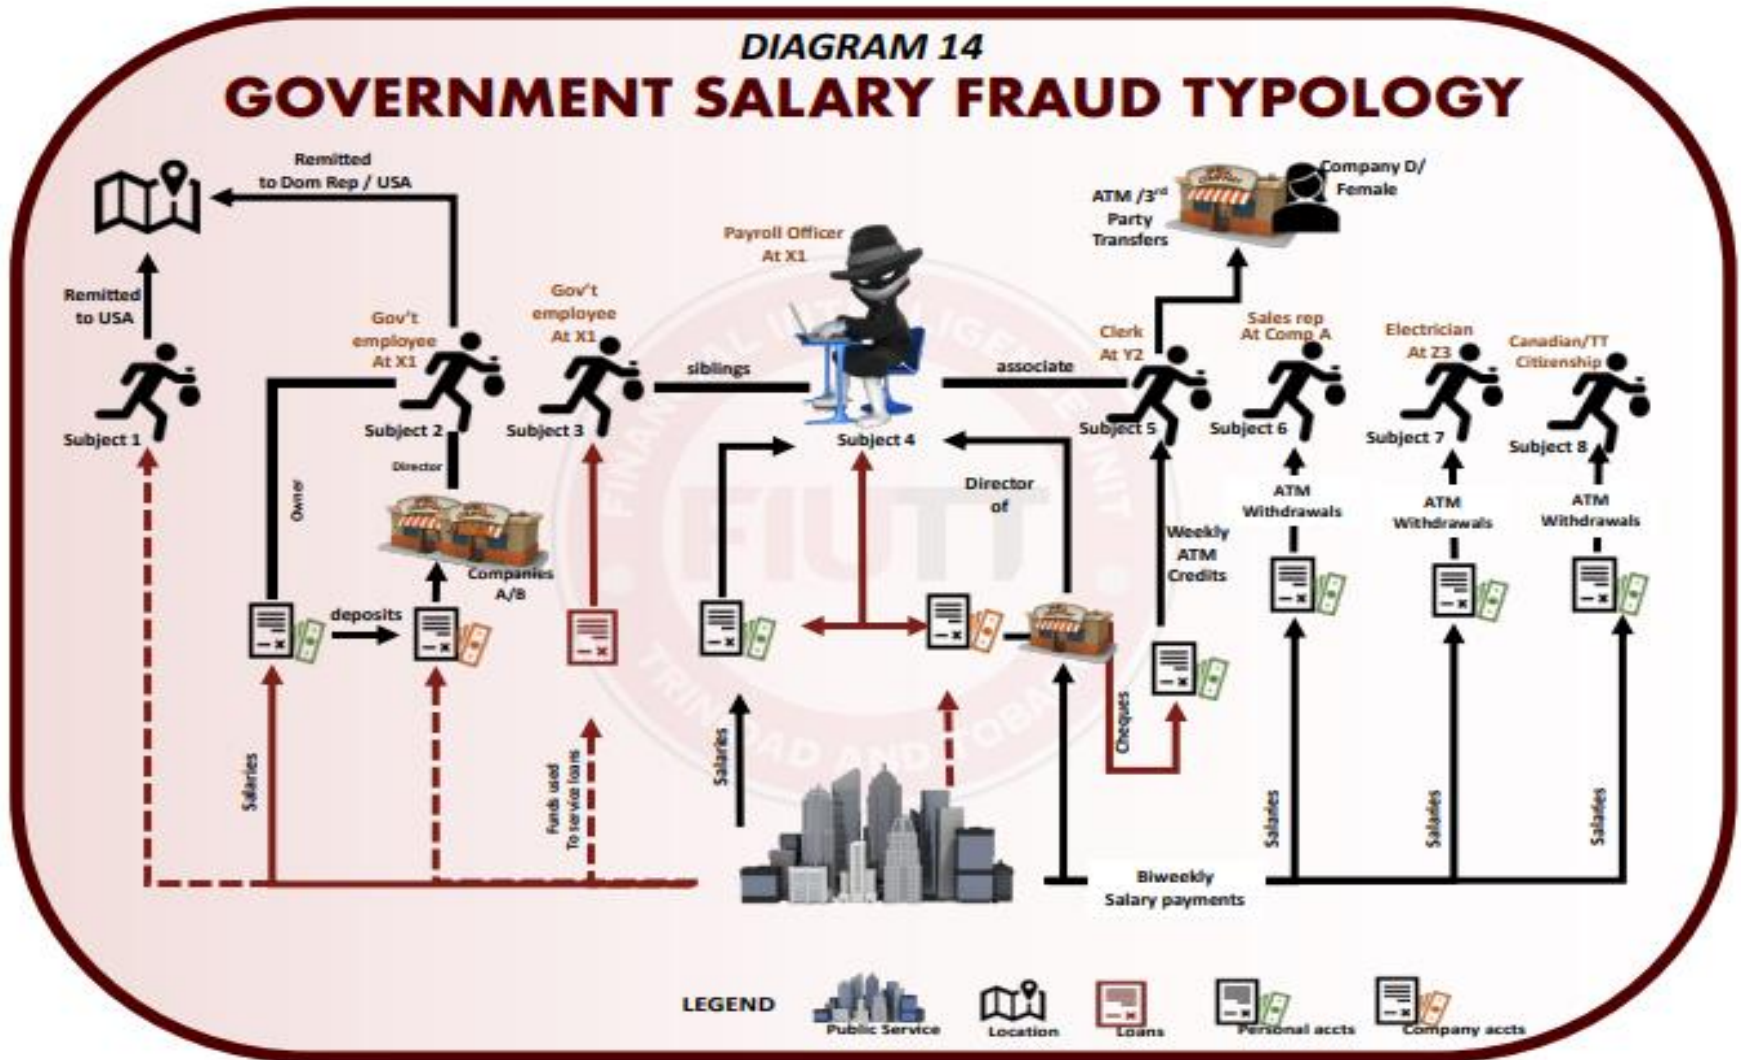 DIAGRAM 14
GOVERNMENT SALARY FRAUD TYPOLOGY
Remitted
to Dom Rep / USA
Company D/
Female
ATM /3rd
Party
Transfers
Payroll Officer
At X1
Remitted
to USA
Gov't
employee
At X1
Gov't
employee
At X1
Clerk
At Y2
Sales rep
At Comp A
Electrician
At Z3
Canadian/TT
Citizenship
siblings
associate
Subject 1
Subject 2
Subject 3
Subject 4
Subject 5
Subject 6
Subject 7
Subject 8
Director
Owner
Director
of
ATM
Withdrawals
ATM
Withdrawals
ATM
Withdrawals
Weekly
ATM
Credits
Companies
A/B
deposits
FIUTT
TRINIDAD AND TOBAGO
Cheques
Salaries
Funds used
To service loans
Salaries
Salaries
Salaries
Salaries
Biweekly
Salary payments
LEGEND
Public Service
Location
Loans
Personal accts
Company accts